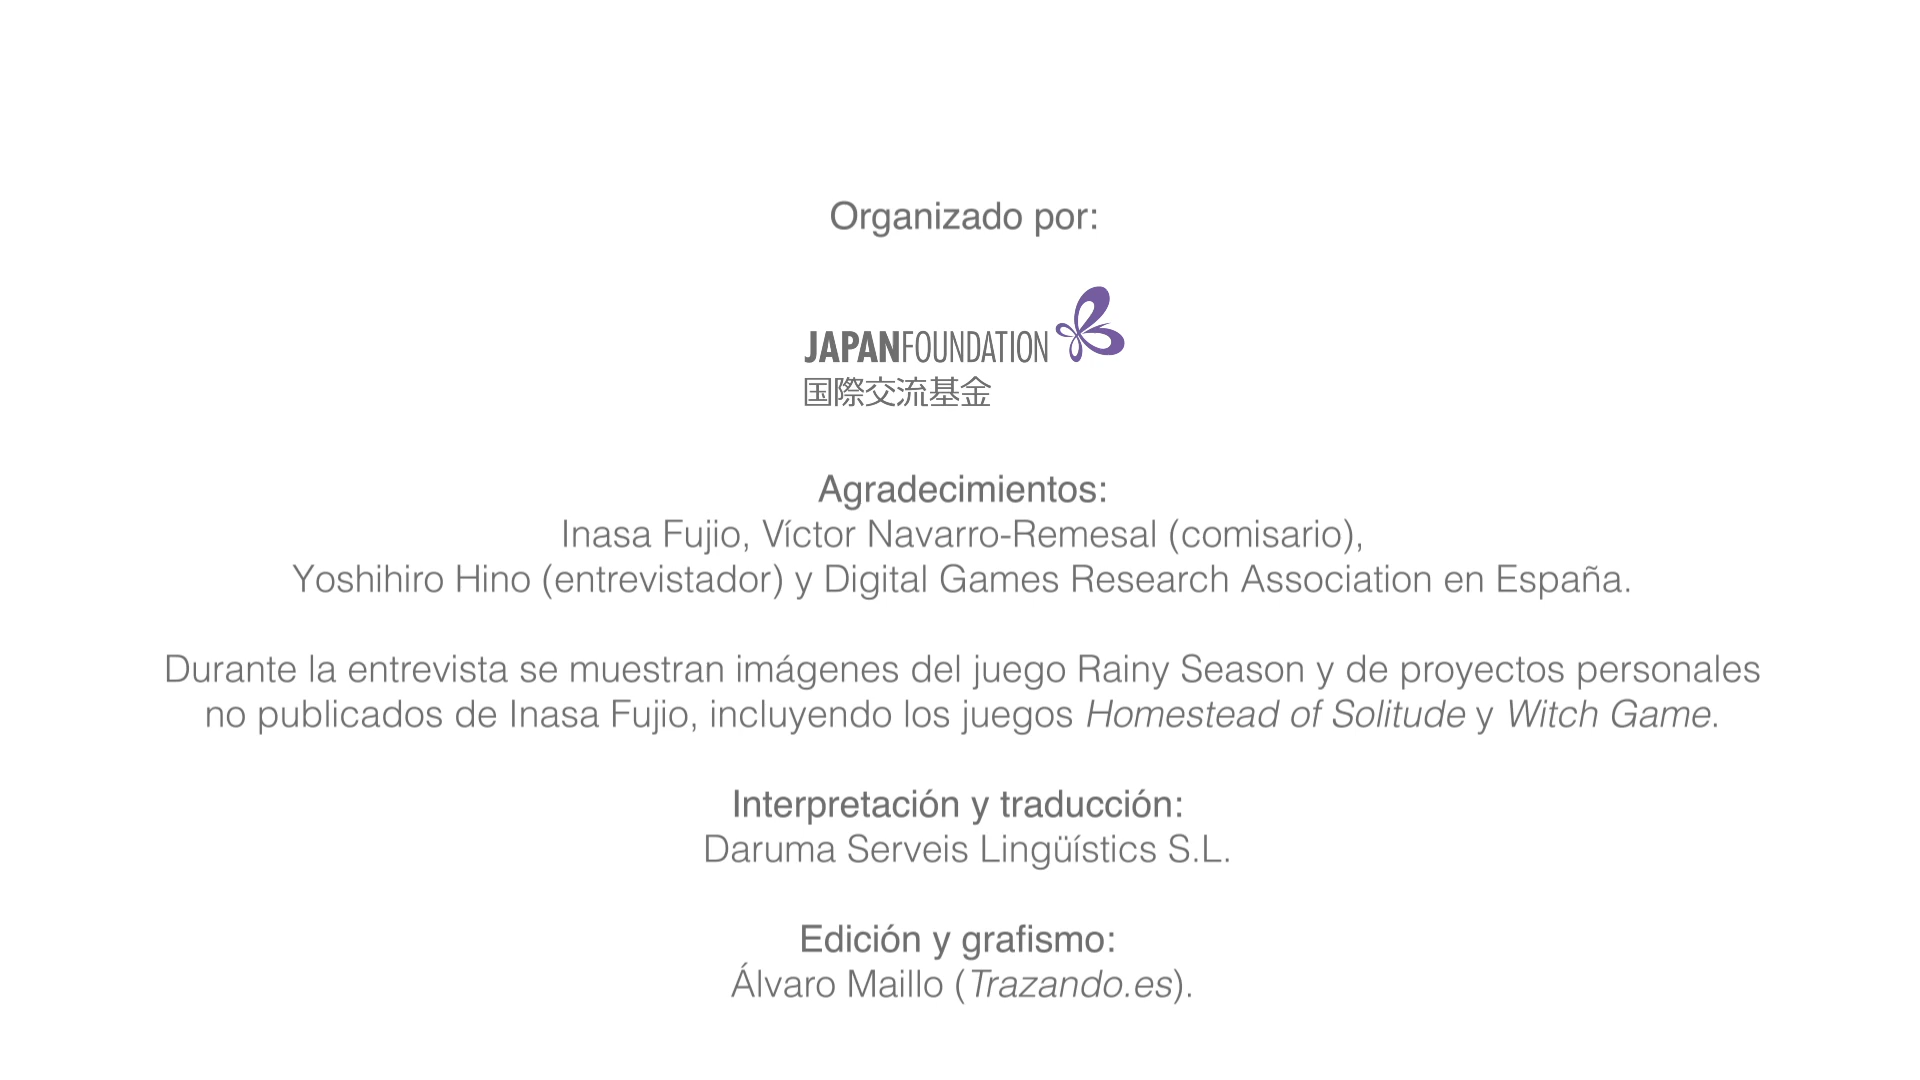 Organizado por:
JAPANFOUNDATION
国際交流基金
Agradecimientos:
Inasa Fujio, Víctor Navarro-Remesal (comisario),
Yoshihiro Hino (entrevistador) y Digital Games Research Association en España.
Durante la entrevista se muestran imágenes del juego Rainy Season y de proyectos personales
no publicados de Inasa Fujio, incluyendo los juegos Homestead of Solitude y Witch Game.
Interpretación y traducción:
Daruma Serveis Lingüístics S.L.
Edición y grafismo:
Álvaro Maillo (Trazando.es).